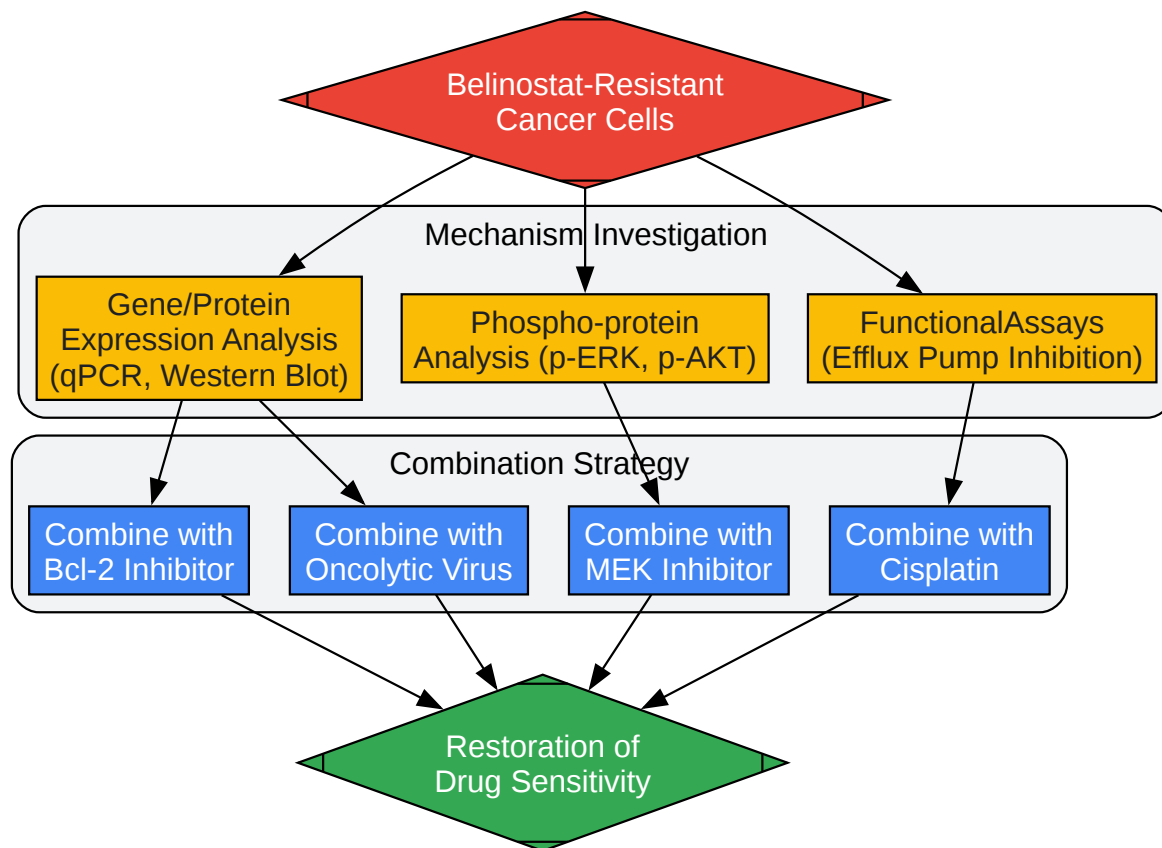 Belinostat-Resistant
Cancer Cells
Mechanism Investigation
Gene/Protein
Expression Analysis
(qPCR, Western Blot)
Phospho-protein
Analysis (p-ERK, p-AKT)
FunctionalAssays
(Efflux Pump Inhibition)
Combination Strategy
Combine with
Bcl-2 Inhibitor
Combine with
Oncolytic Virus
Combine with
MEK Inhibitor
Combine with
Cisplatin
Restoration of
Drug Sensitivity